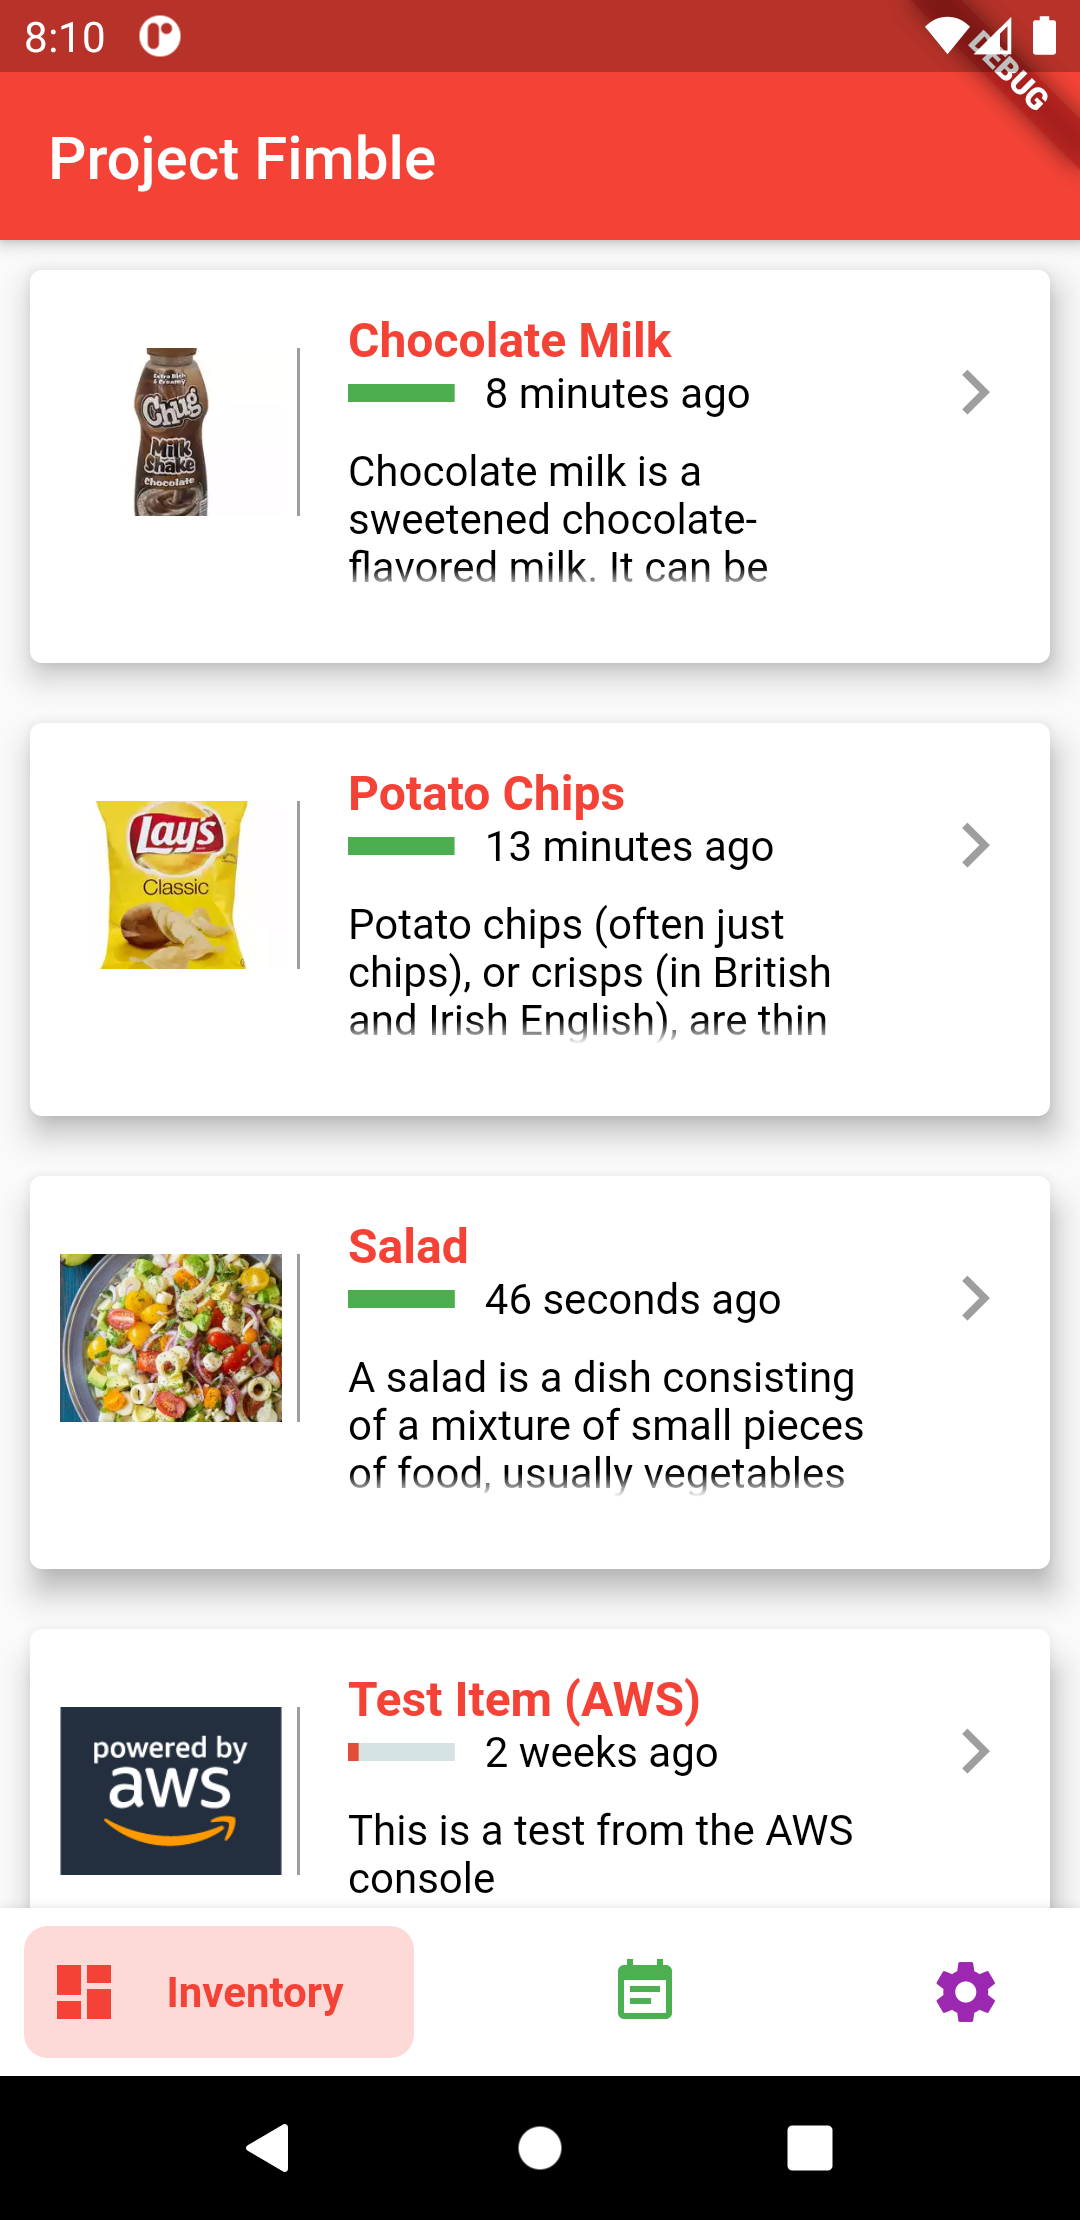 8:10
DEBUG
Project Fimble
Chocolate Milk
8 minutes ago
Extra Rich
& Creamy
Chug
Milk
Shake
Chocolate
Chocolate milk is a
sweetened chocolate-
flavored milk. It can be
Potato Chips
13 minutes ago
Lay's
Classic
Potato chips (often just
chips), or crisps (in British
and Irish English), are thin
Salad
46 seconds ago
A salad is a dish consisting
of a mixture of small pieces
of food, usually vegetables
Test Item (AWS)
2 weeks ago
powered by
aws
This is a test from the AWS
console
Inventory